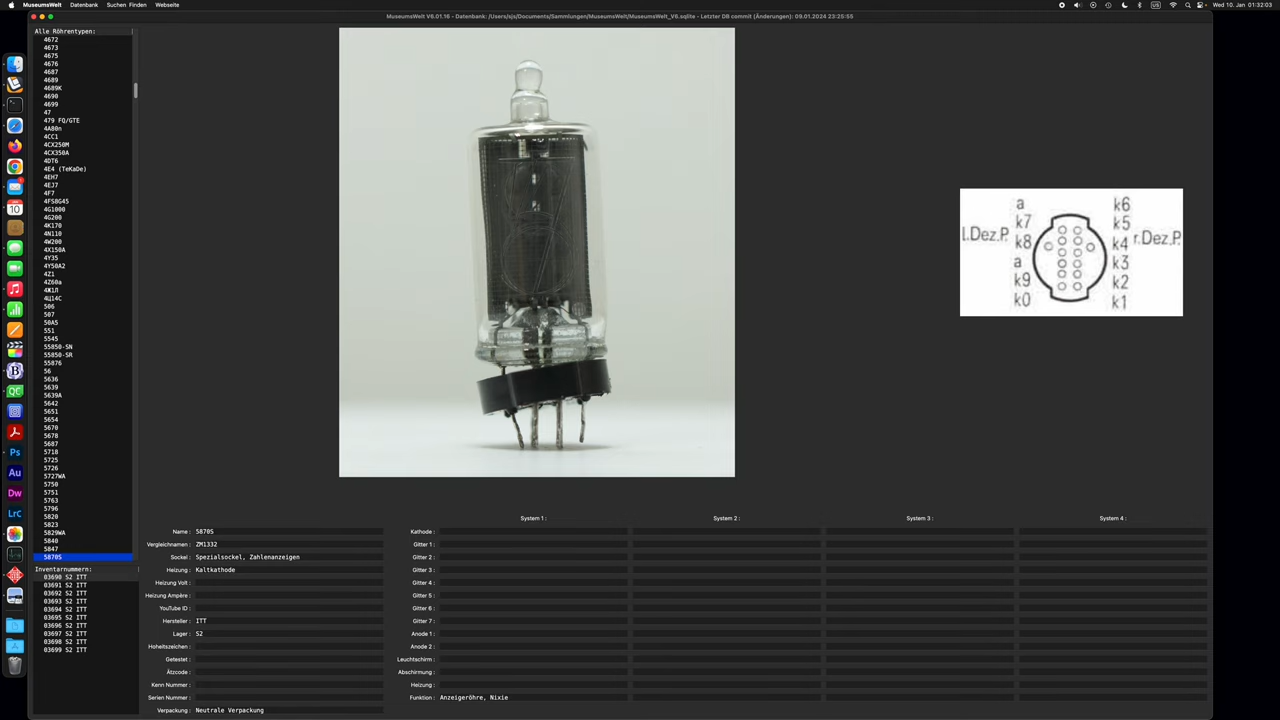 MuseumsWelt Datenbank Suchen Finden Webseite
US Wed 10. Jan 01:32:03
MuseumsWelt V6.01.16 - Datenbank: /Users/sjs/Documents/Sammlungen/MuseumsWelt/MuseumsWelt_V6.sqlite - Letzter DB commit (Änderungen): 09.01.2024 23:25:55
Alle Röhrentypen:
4672
4673
4675
4676
4687
4689
4689K
4690
4699
47
479 FQ/GTE
4A80n
4CC1
4CX250M
4CX350A
4DT6
4E4 (TeKaDe)
4EH7
4EJ7
4F7
4FS8G45
4G1000
4G200
4K170
4N110
4W200
4X150A
4Y35
4Y50A2
4Z1
4Z60a
4Ж1Л
4Ц14С
506
507
50A5
551
5545
55850-SN
55850-SR
55876
56
5636
5639
5639A
5642
5651
5654
5670
5678
5687
5718
5725
5726
5727WA
5750
5751
5763
5796
5820
5823
5829WA
5840
5847
5870S
Inventarnummern:
03690 S2 ITT
03691 S2 ITT
03692 S2 ITT
03693 S2 ITT
03694 S2 ITT
03695 S2 ITT
03696 S2 ITT
03697 S2 ITT
03698 S2 ITT
03699 S2 ITT
a k6
k7 k5
l.Dez.P. k8 k4 r.Dez.P.
a k3
k9 k2
k0 k1
System 1 : System 2 : System 3 : System 4 :
Name : 5870S Kathode :
Vergleichnamen : ZM1332 Gitter 1 :
Sockel : Spezialsockel, Zahlenanzeigen Gitter 2 :
Heizung : Kaltkathode Gitter 3 :
Heizung Volt : Gitter 4 :
Heizung Ampère : Gitter 5 :
YouTube ID : Gitter 6 :
Hersteller : ITT Gitter 7 :
Lager : S2 Anode 1 :
Hoheitszeichen : Anode 2 :
Getestet : Leuchtschirm :
Ätzcode : Abschirmung :
Kenn Nummer : Heizung :
Serien Nummer : Funktion : Anzeigeröhre, Nixie
Verpackung : Neutrale Verpackung